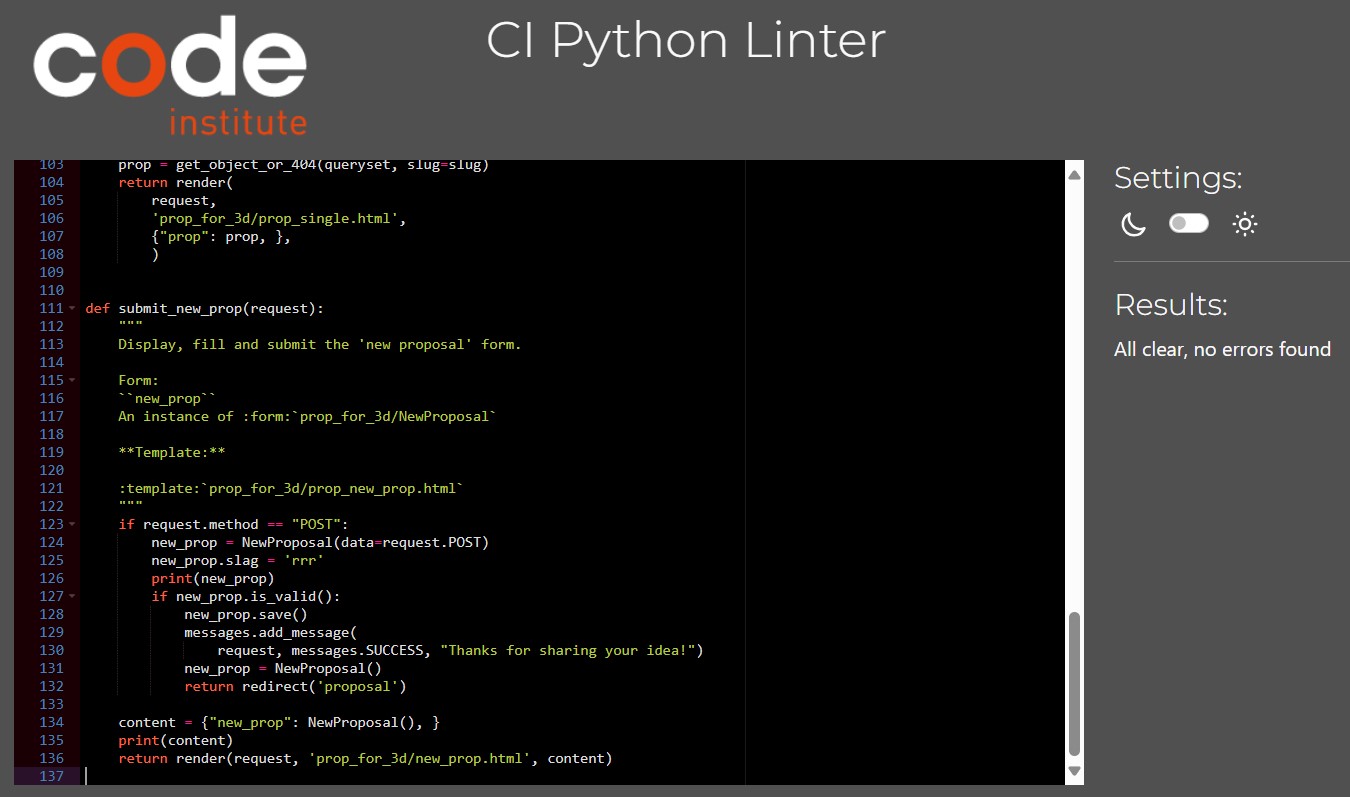 code
institute
CI Python Linter
103     prop = get_object_or_404(queryset, slug=slug)
104     return render(
105         request,
106         'prop_for_3d/prop_single.html',
107         {"prop": prop, },
108         )
109
110
111 def submit_new_prop(request):
112     """
113     Display, fill and submit the 'new proposal' form.
114
115     Form:
116     ``new_prop``
117     An instance of :form:`prop_for_3d/NewProposal`
118
119     **Template:**
120
121     :template:`prop_for_3d/prop_new_prop.html`
122     """
123     if request.method == "POST":
124         new_prop = NewProposal(data=request.POST)
125         new_prop.slag = 'rrr'
126         print(new_prop)
127         if new_prop.is_valid():
128             new_prop.save()
129             messages.add_message(
130                 request, messages.SUCCESS, "Thanks for sharing your idea!")
131             new_prop = NewProposal()
132             return redirect('proposal')
133
134     content = {"new_prop": NewProposal(), }
135     print(content)
136     return render(request, 'prop_for_3d/new_prop.html', content)
137
Settings:
Results:
All clear, no errors found